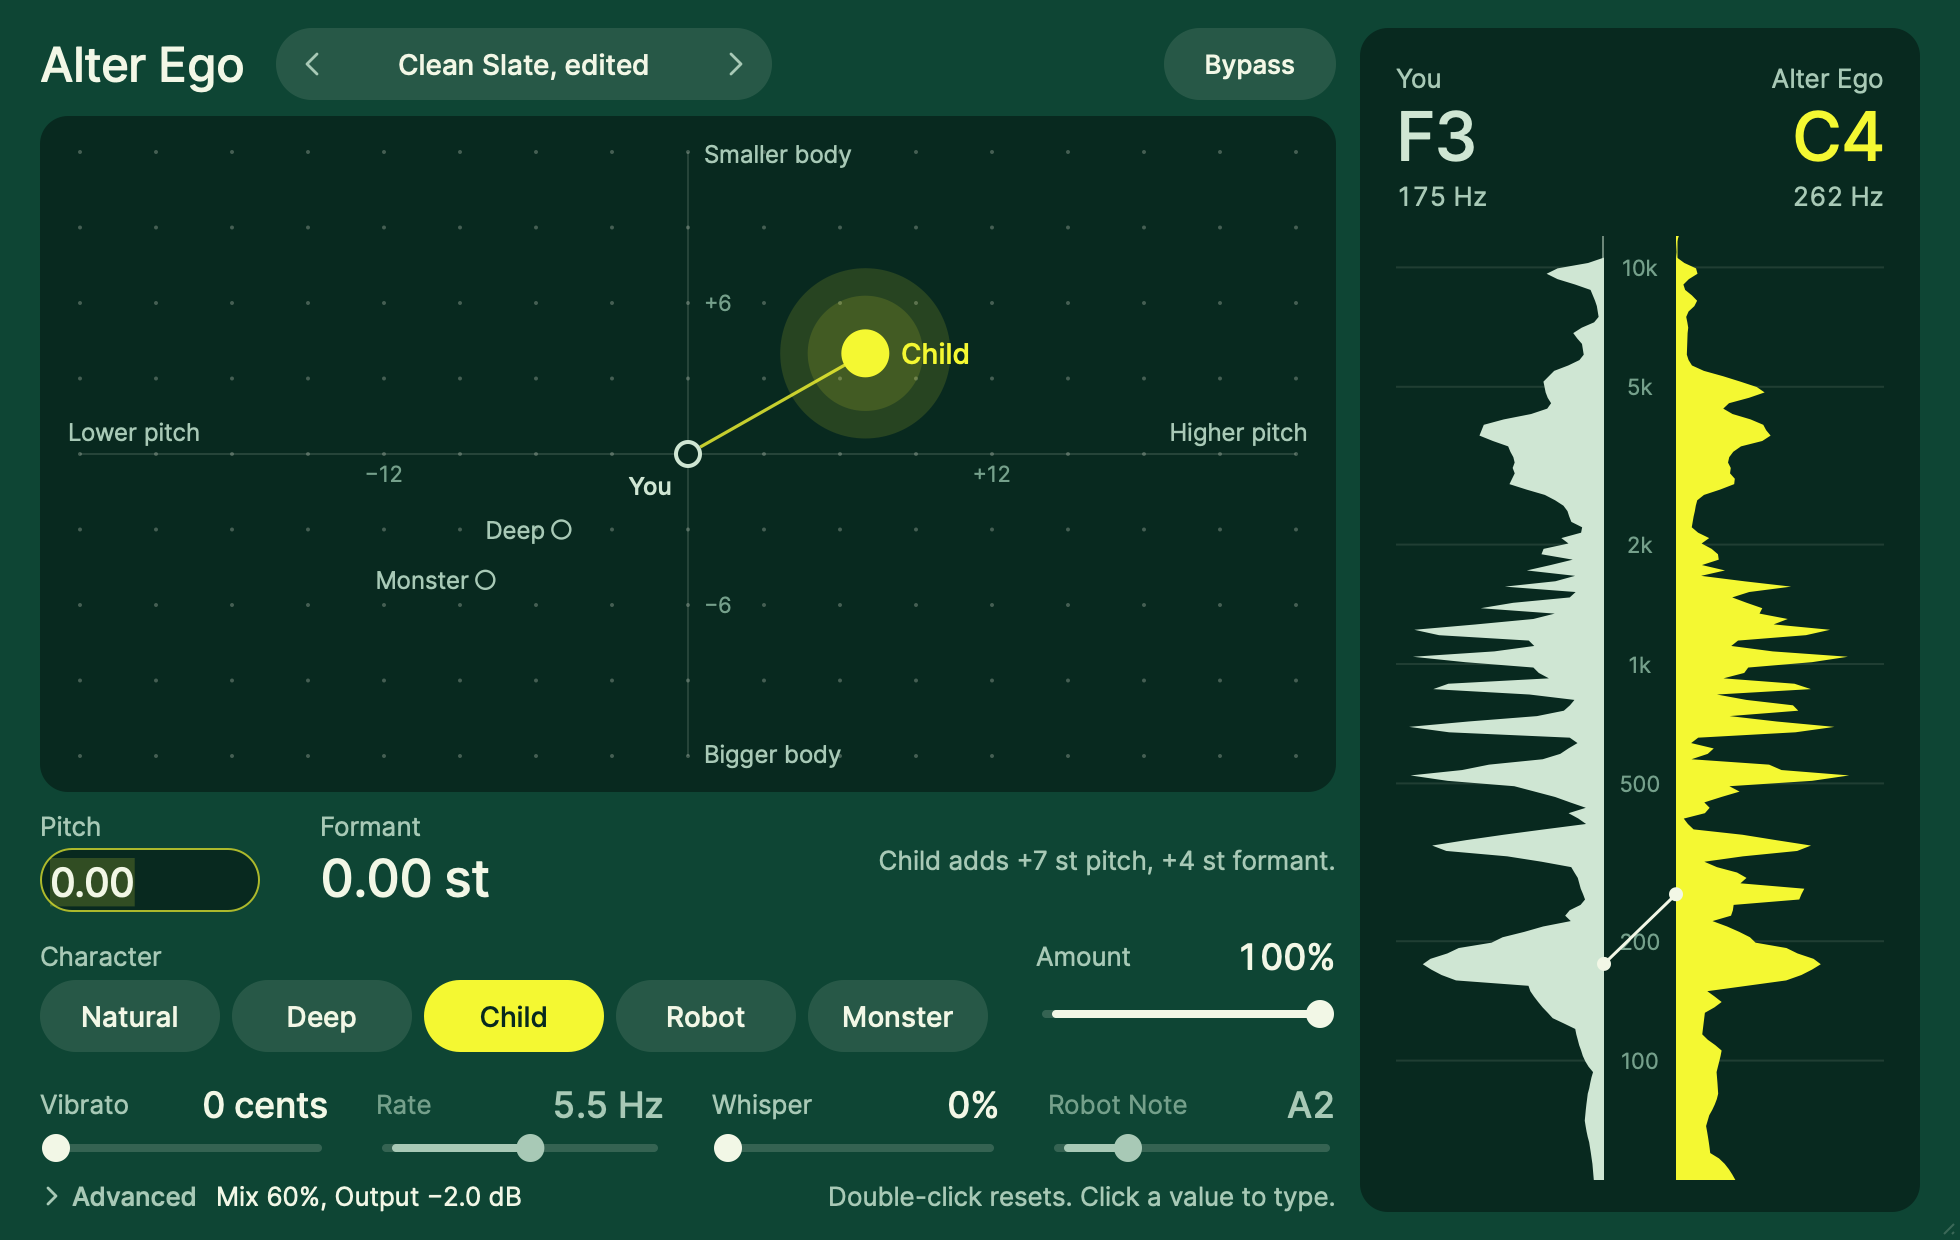 Alter Ego
Clean Slate, edited
Bypass
Smaller body
+6
Child
Lower pitch
Higher pitch
−12
+12
You
Deep
Monster
−6
Bigger body
Pitch
Formant
0.00
0.00 st
Child adds +7 st pitch, +4 st formant.
Character
Amount
100%
Natural
Deep
Child
Robot
Monster
Vibrato
0 cents
Rate
5.5 Hz
Whisper
0%
Robot Note
A2
Advanced
Mix 60%, Output −2.0 dB
Double-click resets. Click a value to type.
You
Alter Ego
F3
C4
175 Hz
262 Hz
10k
5k
2k
1k
500
200
100